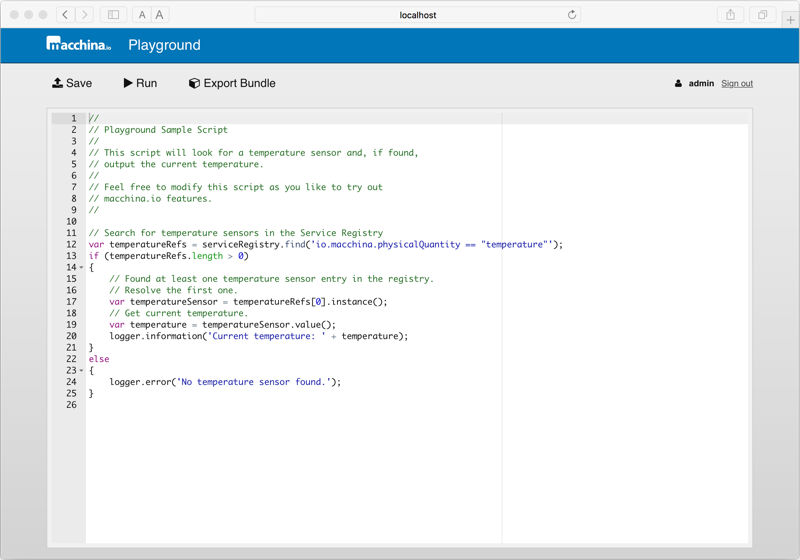 A A localhost
macchina.io Playground
Save Run Export Bundle admin Sign out
1 //
2 // Playground Sample Script
3 //
4 // This script will look for a temperature sensor and, if found,
5 // output the current temperature.
6 //
7 // Feel free to modify this script as you like to try out
8 // macchina.io features.
9 //
10
11 // Search for temperature sensors in the Service Registry
12 var temperatureRefs = serviceRegistry.find('io.macchina.physicalQuantity == "temperature"');
13 if (temperatureRefs.length > 0)
14 {
15 // Found at least one temperature sensor entry in the registry.
16 // Resolve the first one.
17 var temperatureSensor = temperatureRefs[0].instance();
18 // Get current temperature.
19 var temperature = temperatureSensor.value();
20 logger.information('Current temperature: ' + temperature);
21 }
22 else
23 {
24 logger.error('No temperature sensor found.');
25 }
26